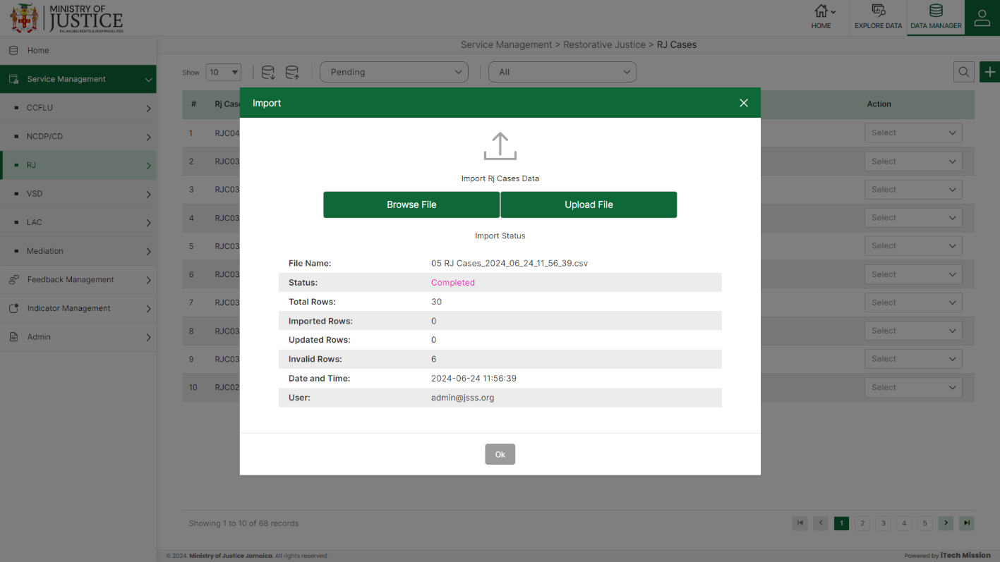 MINISTRY OF
JUSTICE
BALANCING RIGHTS & RESPONSIBILITIES
HOME
EXPLORE DATA
DATA MANAGER
Home
Service Management
CCFLU
NCDP/CD
RJ
VSD
LAC
Mediation
Feedback Management
Indicator Management
Admin
Service Management > Restorative Justice > RJ Cases
Show 10 Pending All
# Rj Cas Action
1 RJC04 Select
2 RJC03 Select
3 RJC03 Select
4 RJC03 Select
5 RJC03 Select
6 RJC03 Select
7 RJC03 Select
8 RJC03 Select
9 RJC03 Select
10 RJC02 Select
Import
Import Rj Cases Data
Browse File Upload File
Import Status
File Name: 05 RJ Cases_2024_06_24_11_56_39.csv
Status: Completed
Total Rows: 30
Imported Rows: 0
Updated Rows: 0
Invalid Rows: 6
Date and Time: 2024-06-24 11:56:39
User: admin@jsss.org
Ok
Showing 1 to 10 of 68 records
1 2 3 4 5
© 2024. Ministry of Justice Jamaica. All rights reserved.
Powered by iTech Mission